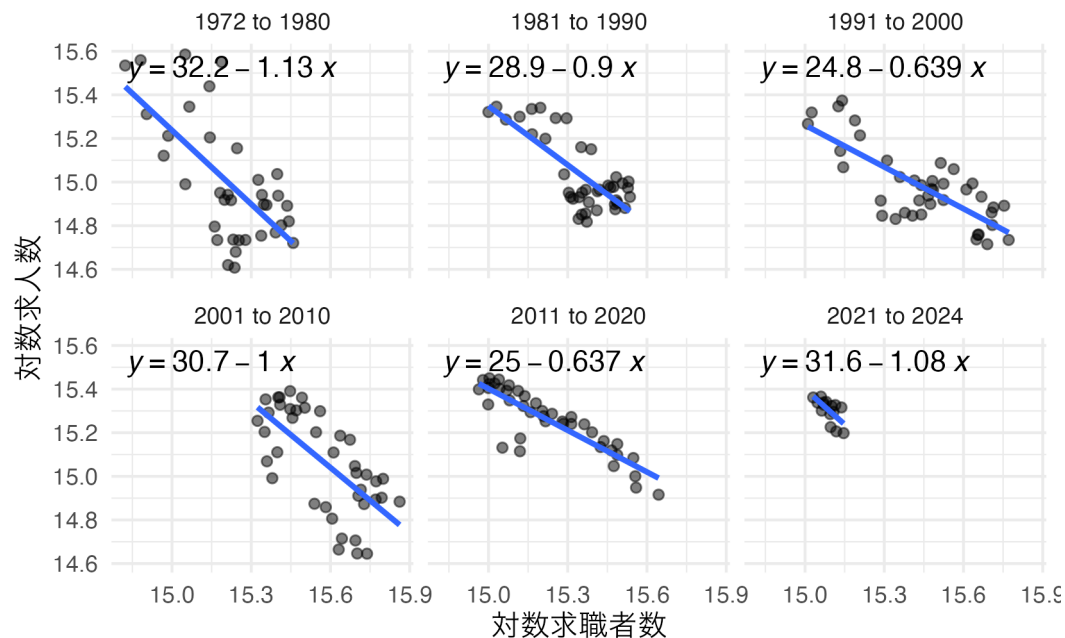 1972 to 1980
1981 to 1990
1991 to 2000
15.6
15.4
15.2
15.0
14.8
14.6
y = 32.2 − 1.13 x
y = 28.9 − 0.9 x
y = 24.8 − 0.639 x
対数求人数
2001 to 2010
2011 to 2020
2021 to 2024
15.6
15.4
15.2
15.0
14.8
14.6
y = 30.7 − 1 x
y = 25 − 0.637 x
y = 31.6 − 1.08 x
15.0 15.3 15.6 15.9
15.0 15.3 15.6 15.9
15.0 15.3 15.6 15.9
対数求職者数